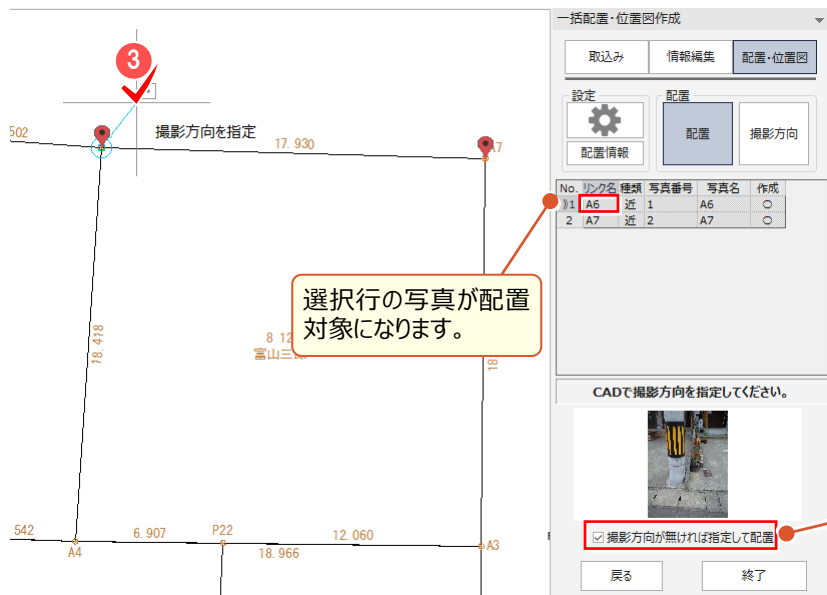 一括配置・位置図作成
取込み
情報編集
配置・位置図
設定
配置
配置情報
配置
撮影方向
No. リンク名 種類 写真番号 写真名 作成
1 A6 近 1 A6 ○
2 A7 近 2 A7 ○
3
撮影方向を指定
502
17.930
A7
選択行の写真が配置
対象になります。
18.418
8 12
富山三
18
CADで撮影方向を指定してください。
撮影方向が無ければ指定して配置
戻る
終了
542
6.907
P22
12.060
A4
18.966
A3